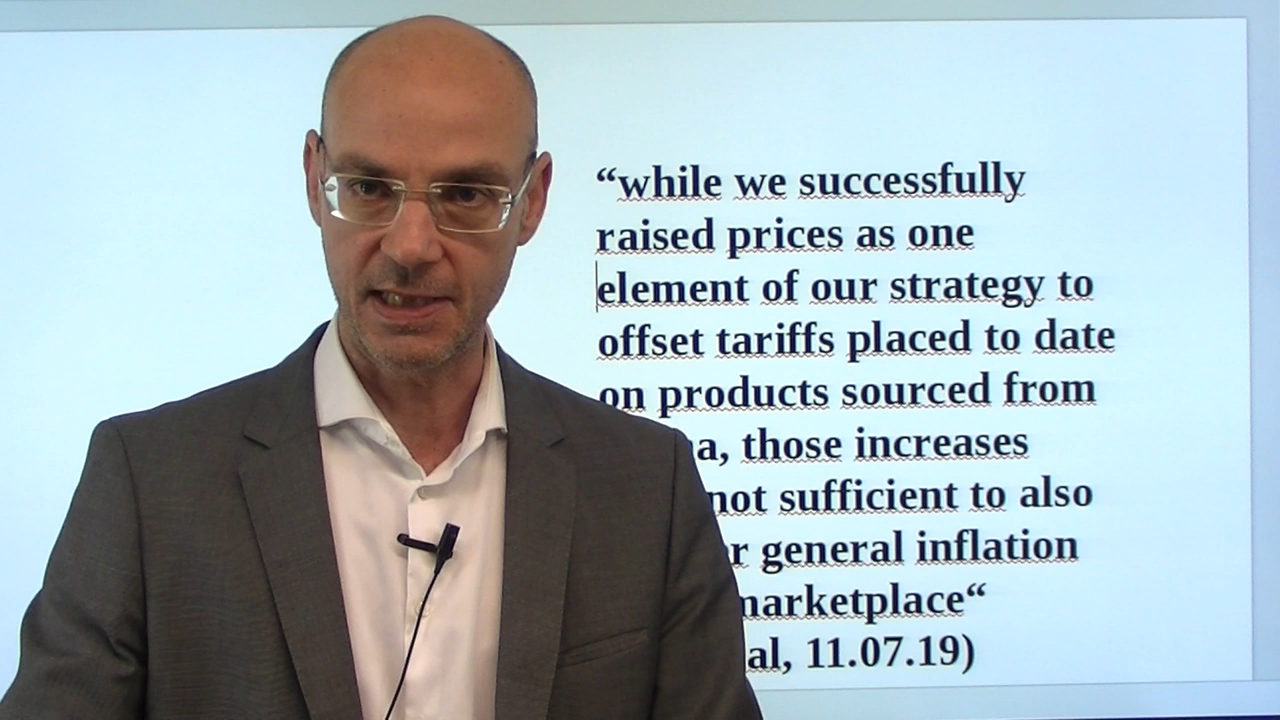 “while we successfully
raised prices as one
element of our strategy to
offset tariffs placed to date
on products sourced from
a, those increases
not sufficient to also
r general inflation
marketplace“
al, 11.07.19)